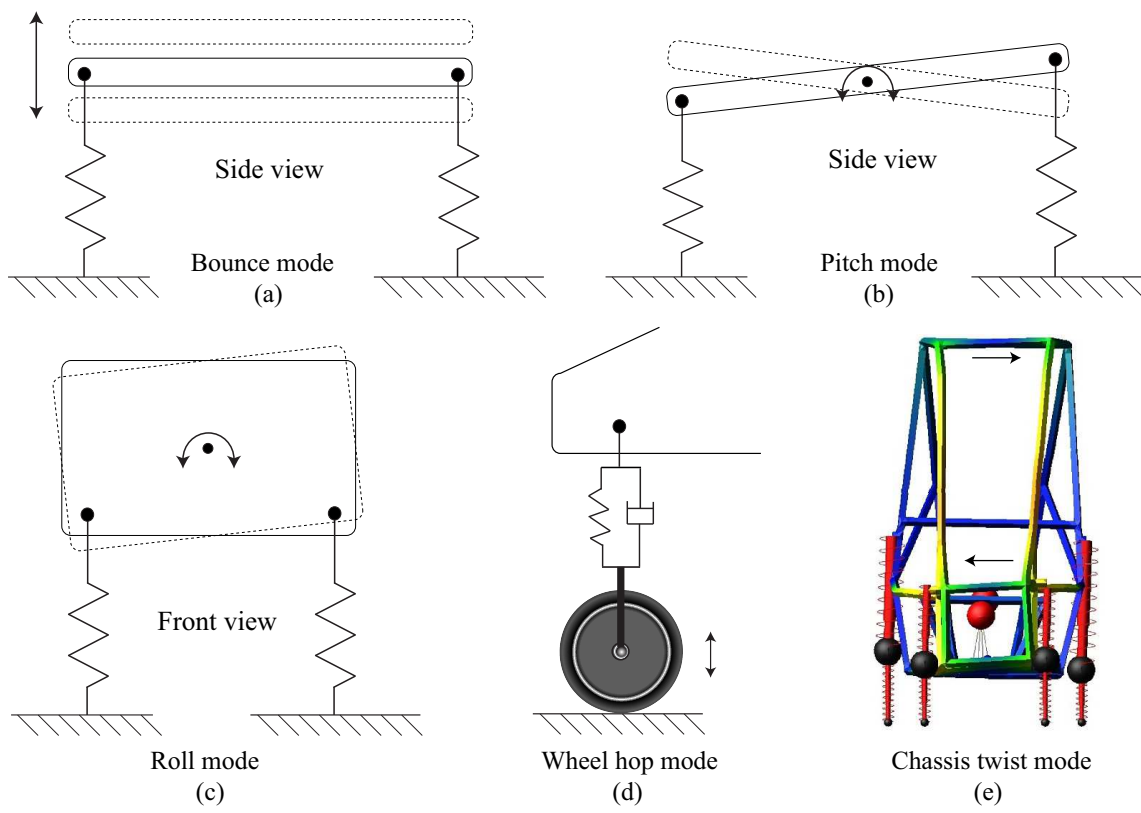 Side view
Bounce mode
(a)
Side view
Pitch mode
(b)
Front view
Roll mode
(c)
Wheel hop mode
(d)
Chassis twist mode
(e)